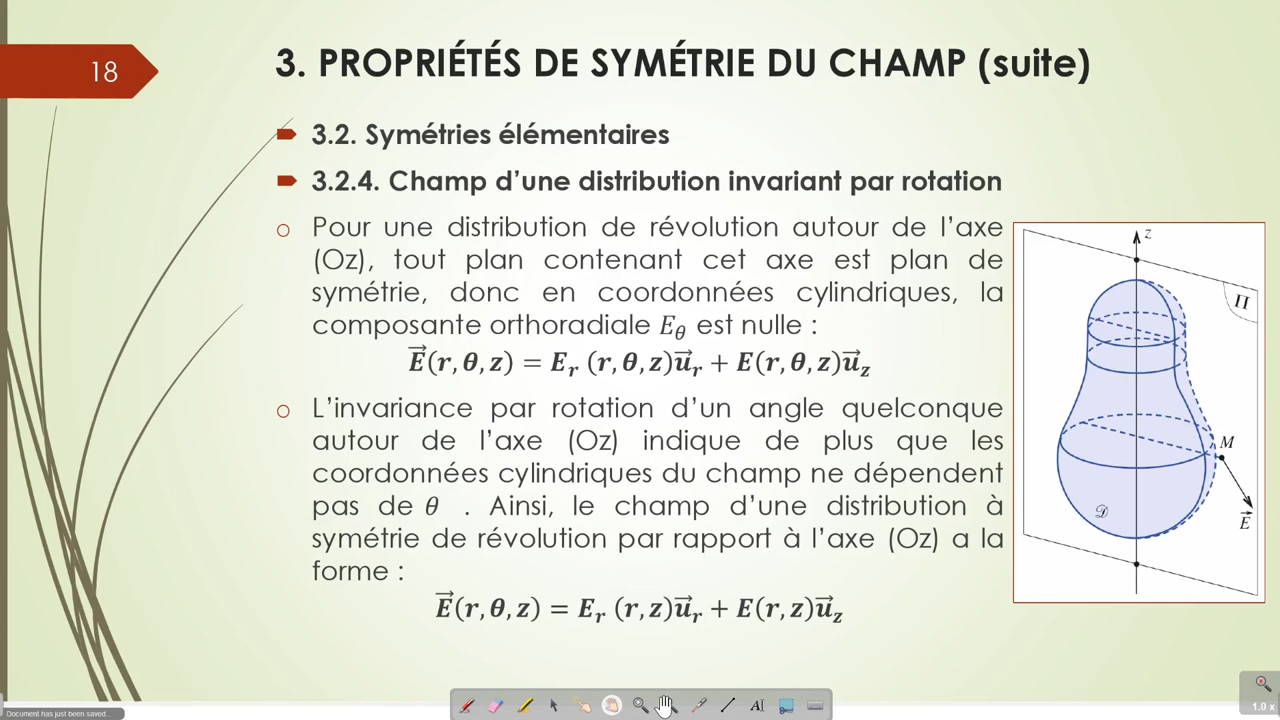 18
3. PROPRIÉTÉS DE SYMÉTRIE DU CHAMP (suite)
3.2. Symétries élémentaires
3.2.4. Champ d’une distribution invariant par rotation
Pour une distribution de révolution autour de l’axe
(Oz), tout plan contenant cet axe est plan de
symétrie, donc en coordonnées cylindriques, la
composante orthoradiale E_θ est nulle :
E⃗(r, θ, z) = E_r (r, θ, z)u⃗_r + E(r, θ, z)u⃗_z
L’invariance par rotation d’un angle quelconque
autour de l’axe (Oz) indique de plus que les
coordonnées cylindriques du champ ne dépendent
pas de θ . Ainsi, le champ d’une distribution à
symétrie de révolution par rapport à l’axe (Oz) a la
forme :
E⃗(r, θ, z) = E_r (r, z)u⃗_r + E(r, z)u⃗_z
z
Π
M
𝒟
E⃗
AI
Document has just been saved...
1.0 x